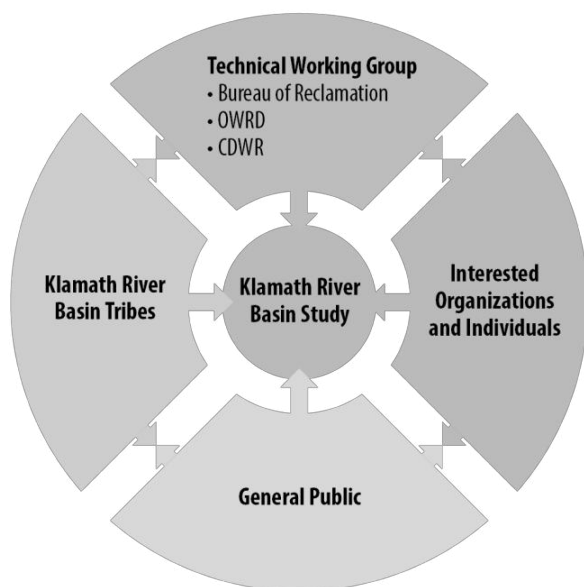 Technical Working Group
• Bureau of Reclamation
• OWRD
• CDWR
Klamath River
Basin Tribes
Klamath River
Basin Study
Interested
Organizations
and Individuals
General Public